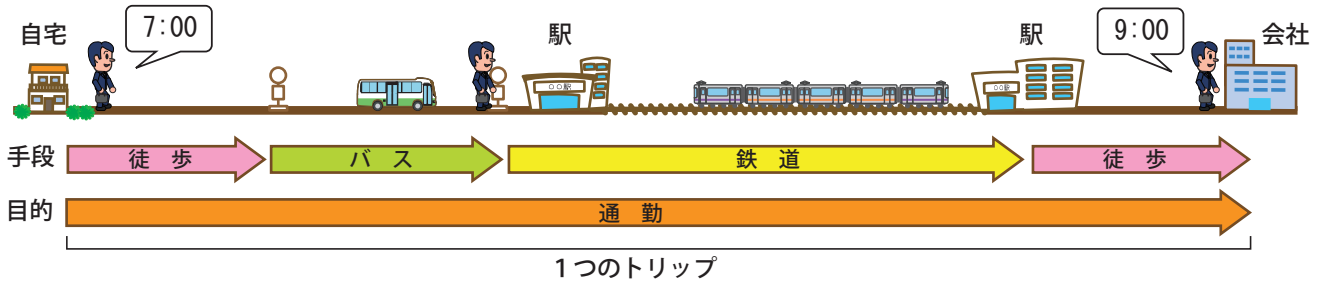 自宅
7:00
駅
駅
9:00
会社
○○駅
○○駅
手段
徒歩
バス
鉄道
徒歩
目的
通勤
1つのトリップ